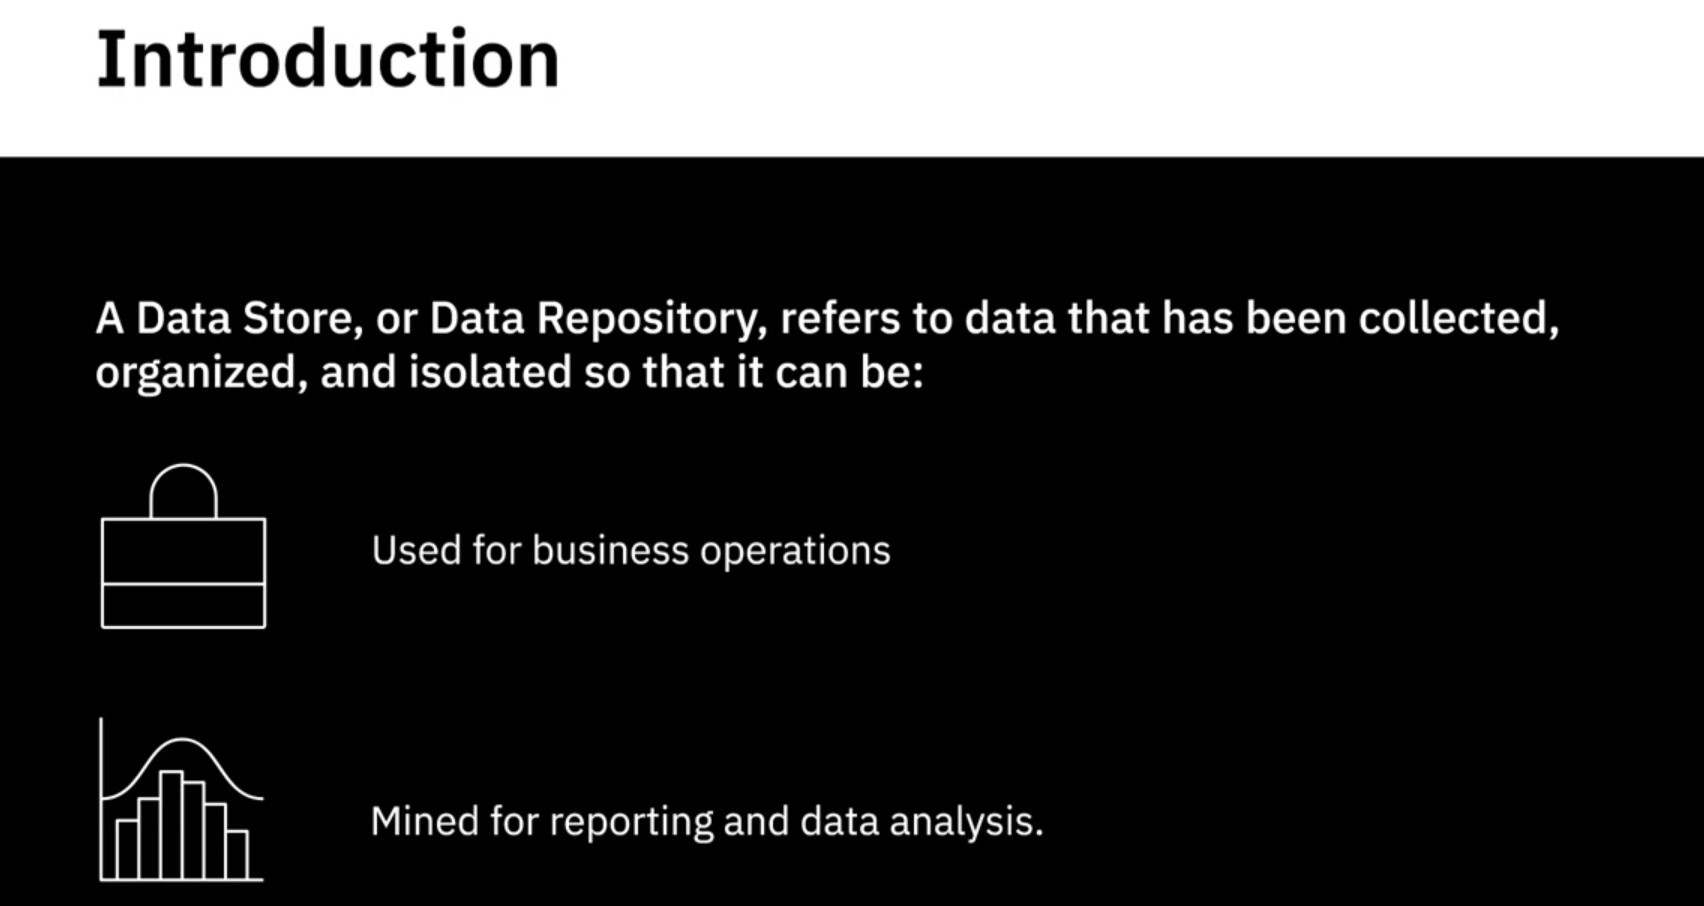 Introduction
A Data Store, or Data Repository, refers to data that has been collected,
organized, and isolated so that it can be:
Used for business operations
Mined for reporting and data analysis.